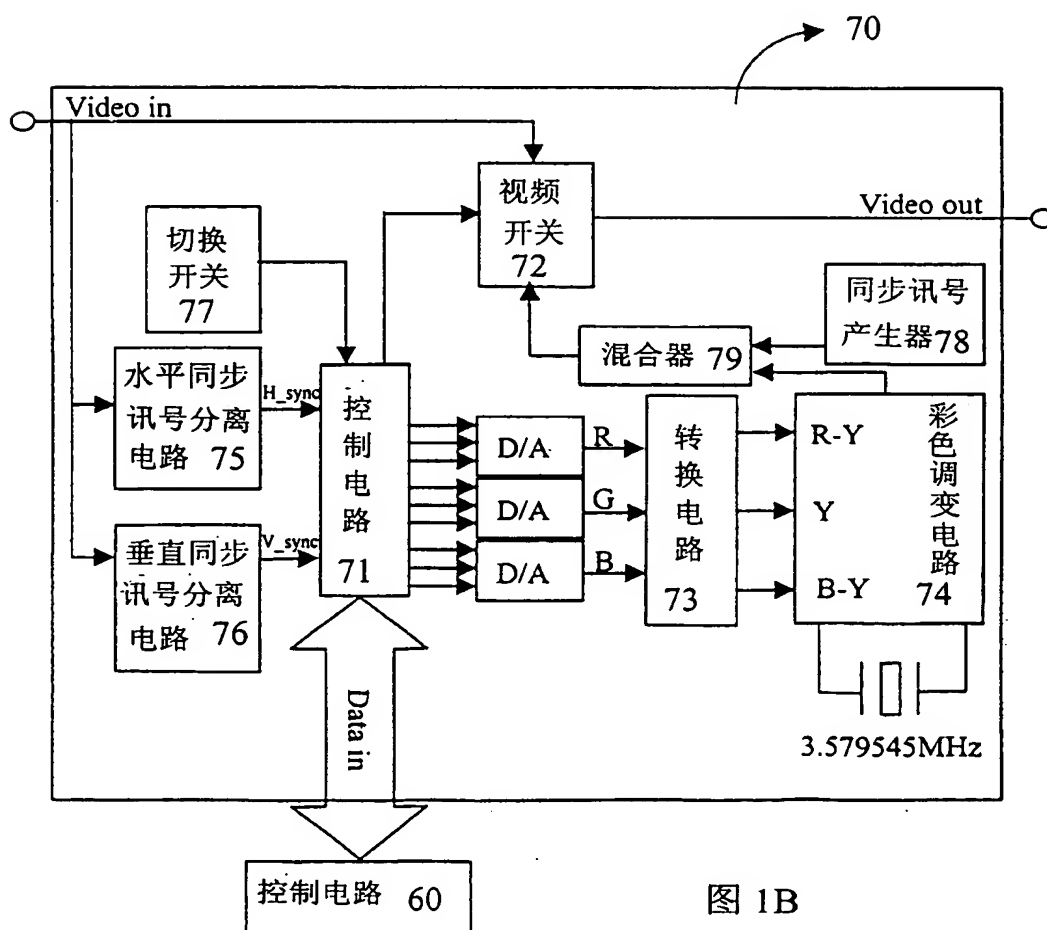 70
Video in
视频
开关
72
Video out
切换
开关
77
同步讯号
产生器78
混合器 79
水平同步
讯号分离
电路 75
H_sync
控制电路
71
D/A
R
转换电路
73
R-Y
彩色调变电路
74
D/A
G
Y
垂直同步
讯号分离
电路 76
V_sync
D/A
B
B-Y
Data in
3.579545MHz
控制电路 60
图 1B